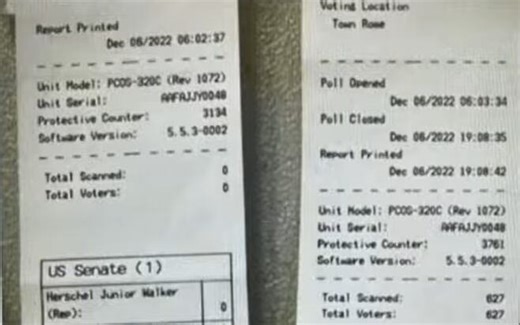 Report Printed
Dec 06/2022 06:02:37
Unit Model: PCOS-320C (Rev 1072)
Unit Serial: AAFAJJY0048
Protective Counter: 3134
Software Version: 5.5.3-0002
Total Scanned: 0
Total Voters: 0
US Senate (1)
Herschel Junior Walker
(Rep): 0
Voting Location
Town Rome
Poll Opened
Dec 06/2022 06:03:34
Poll Closed
Dec 06/2022 19:08:35
Report Printed
Dec 06/2022 19:08:42
Unit Model: PCOS-320C (Rev 1072)
Unit Serial: AAFAJJY0048
Protective Counter: 3761
Software Version: 5.5.3-0002
Total Scanned: 627
Total Voters: 627